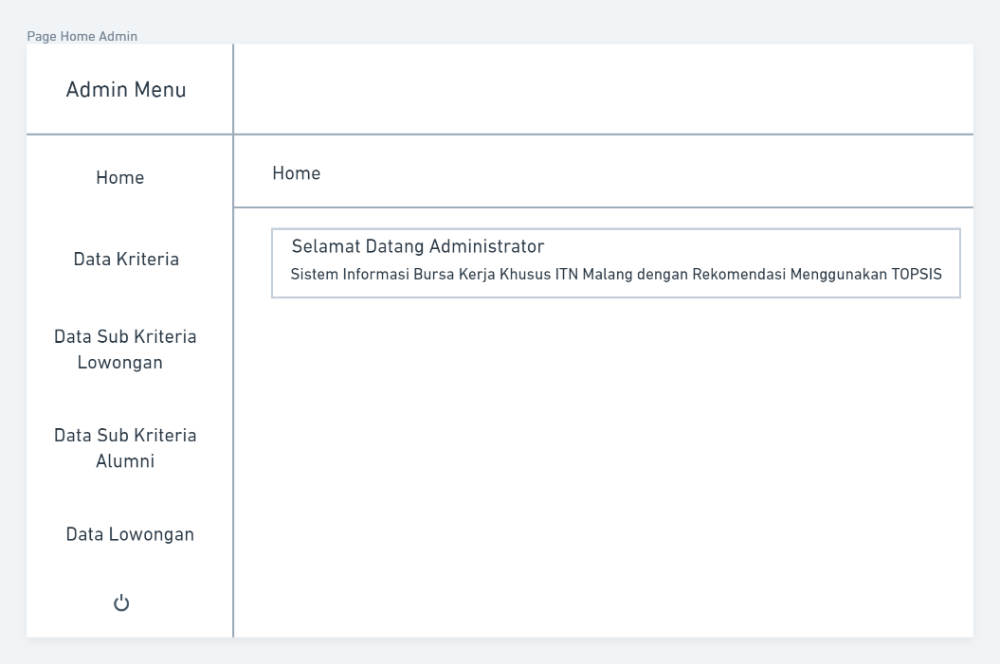 Page Home Admin
Admin Menu
Home
Data Kriteria
Data Sub Kriteria
Lowongan
Data Sub Kriteria
Alumni
Data Lowongan
Home
Selamat Datang Administrator
Sistem Informasi Bursa Kerja Khusus ITN Malang dengan Rekomendasi Menggunakan TOPSIS